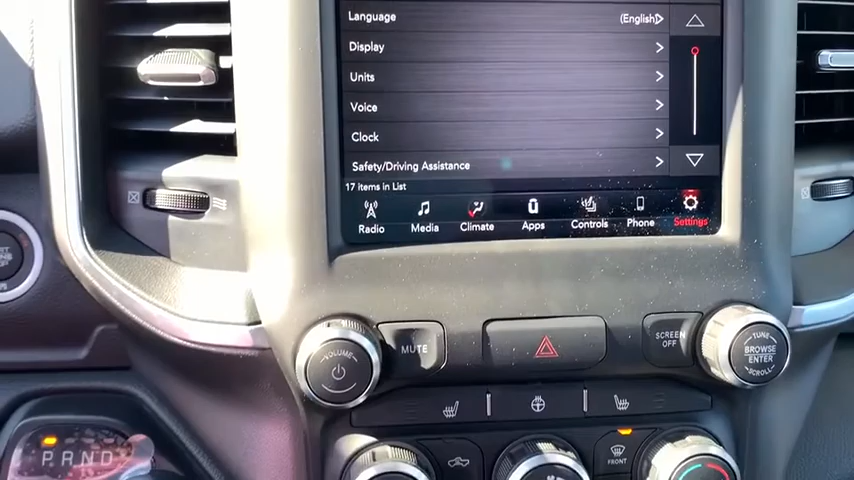 Language (English)
Display
Units
Voice
Clock
Safety/Driving Assistance
17 items in List
Radio Media Climate Apps Controls Phone Settings
VOLUME
MUTE
SCREEN OFF
TUNE
BROWSE
ENTER
SCROLL
START
P R N D
FRONT